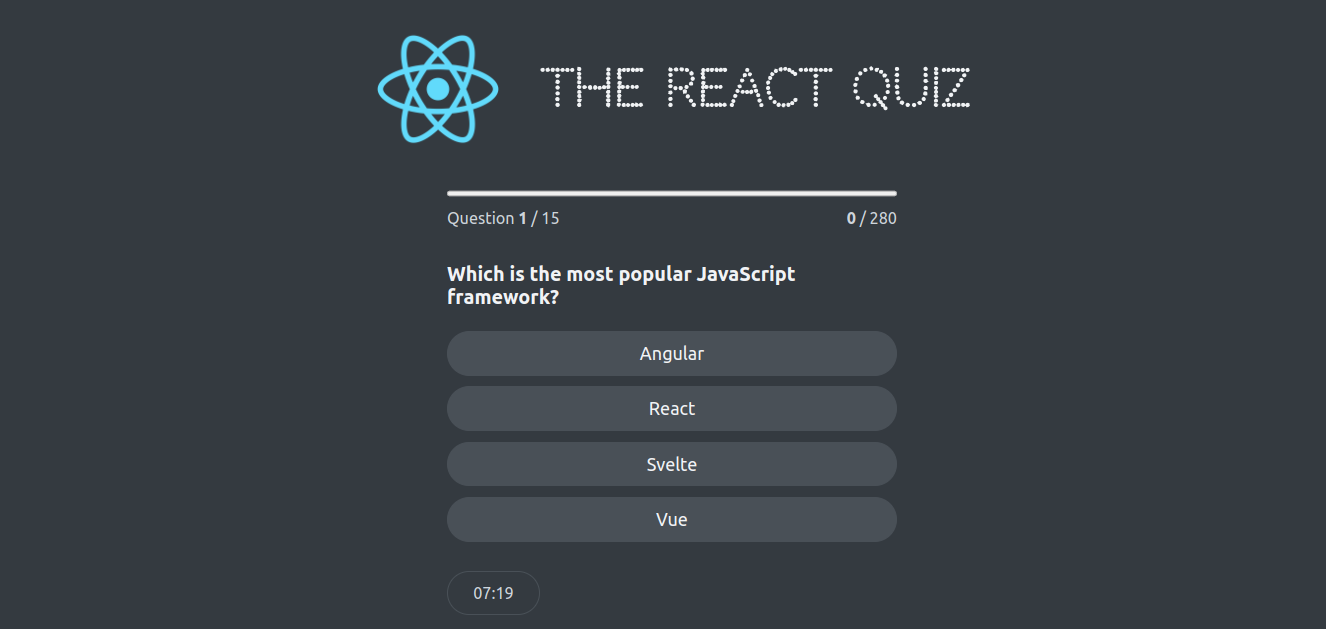 THE REACT QUIZ
Question 1 / 15
0 / 280
Which is the most popular JavaScript
framework?
Angular
React
Svelte
Vue
07:19